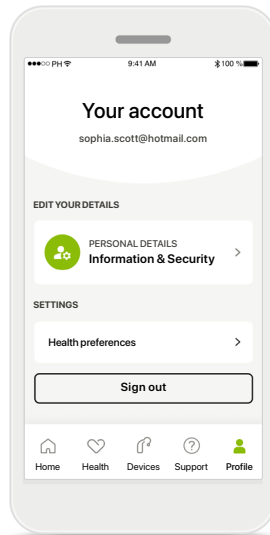 PH 9:41 AM 100 %
Your account
sophia.scott@hotmail.com
EDIT YOUR DETAILS
PERSONAL DETAILS
Information & Security
SETTINGS
Health preferences
Sign out
Home Health Devices Support Profile